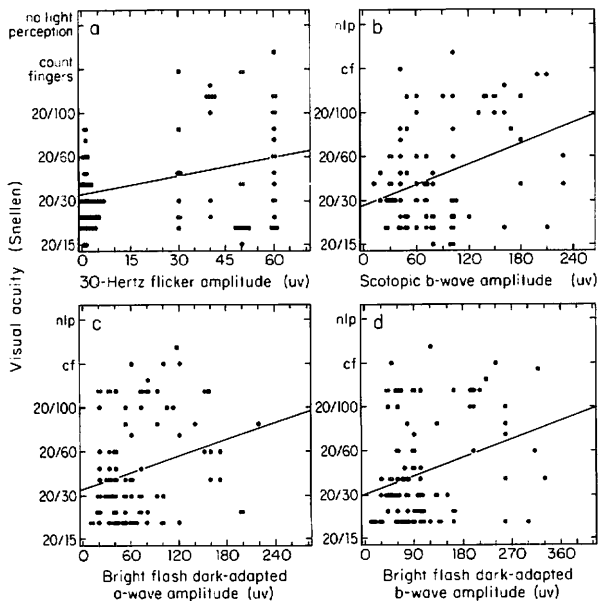 Visual acuity (Snellen)
a
no light
perception
count
fingers
20/100
20/60
20/30
20/15
0 15 30 45 60
30-Hertz flicker amplitude (uv)
b
nlp
cf
20/100
20/60
20/30
20/15
0 60 120 180 240
Scotopic b-wave amplitude (uv)
c
nlp
cf
20/100
20/60
20/30
20/15
0 60 120 180 240
Bright flash dark-adapted
a-wave amplitude (uv)
d
nlp
cf
20/100
20/60
20/30
20/15
0 90 180 270 360
Bright flash dark-adapted
b-wave amplitude (uv)